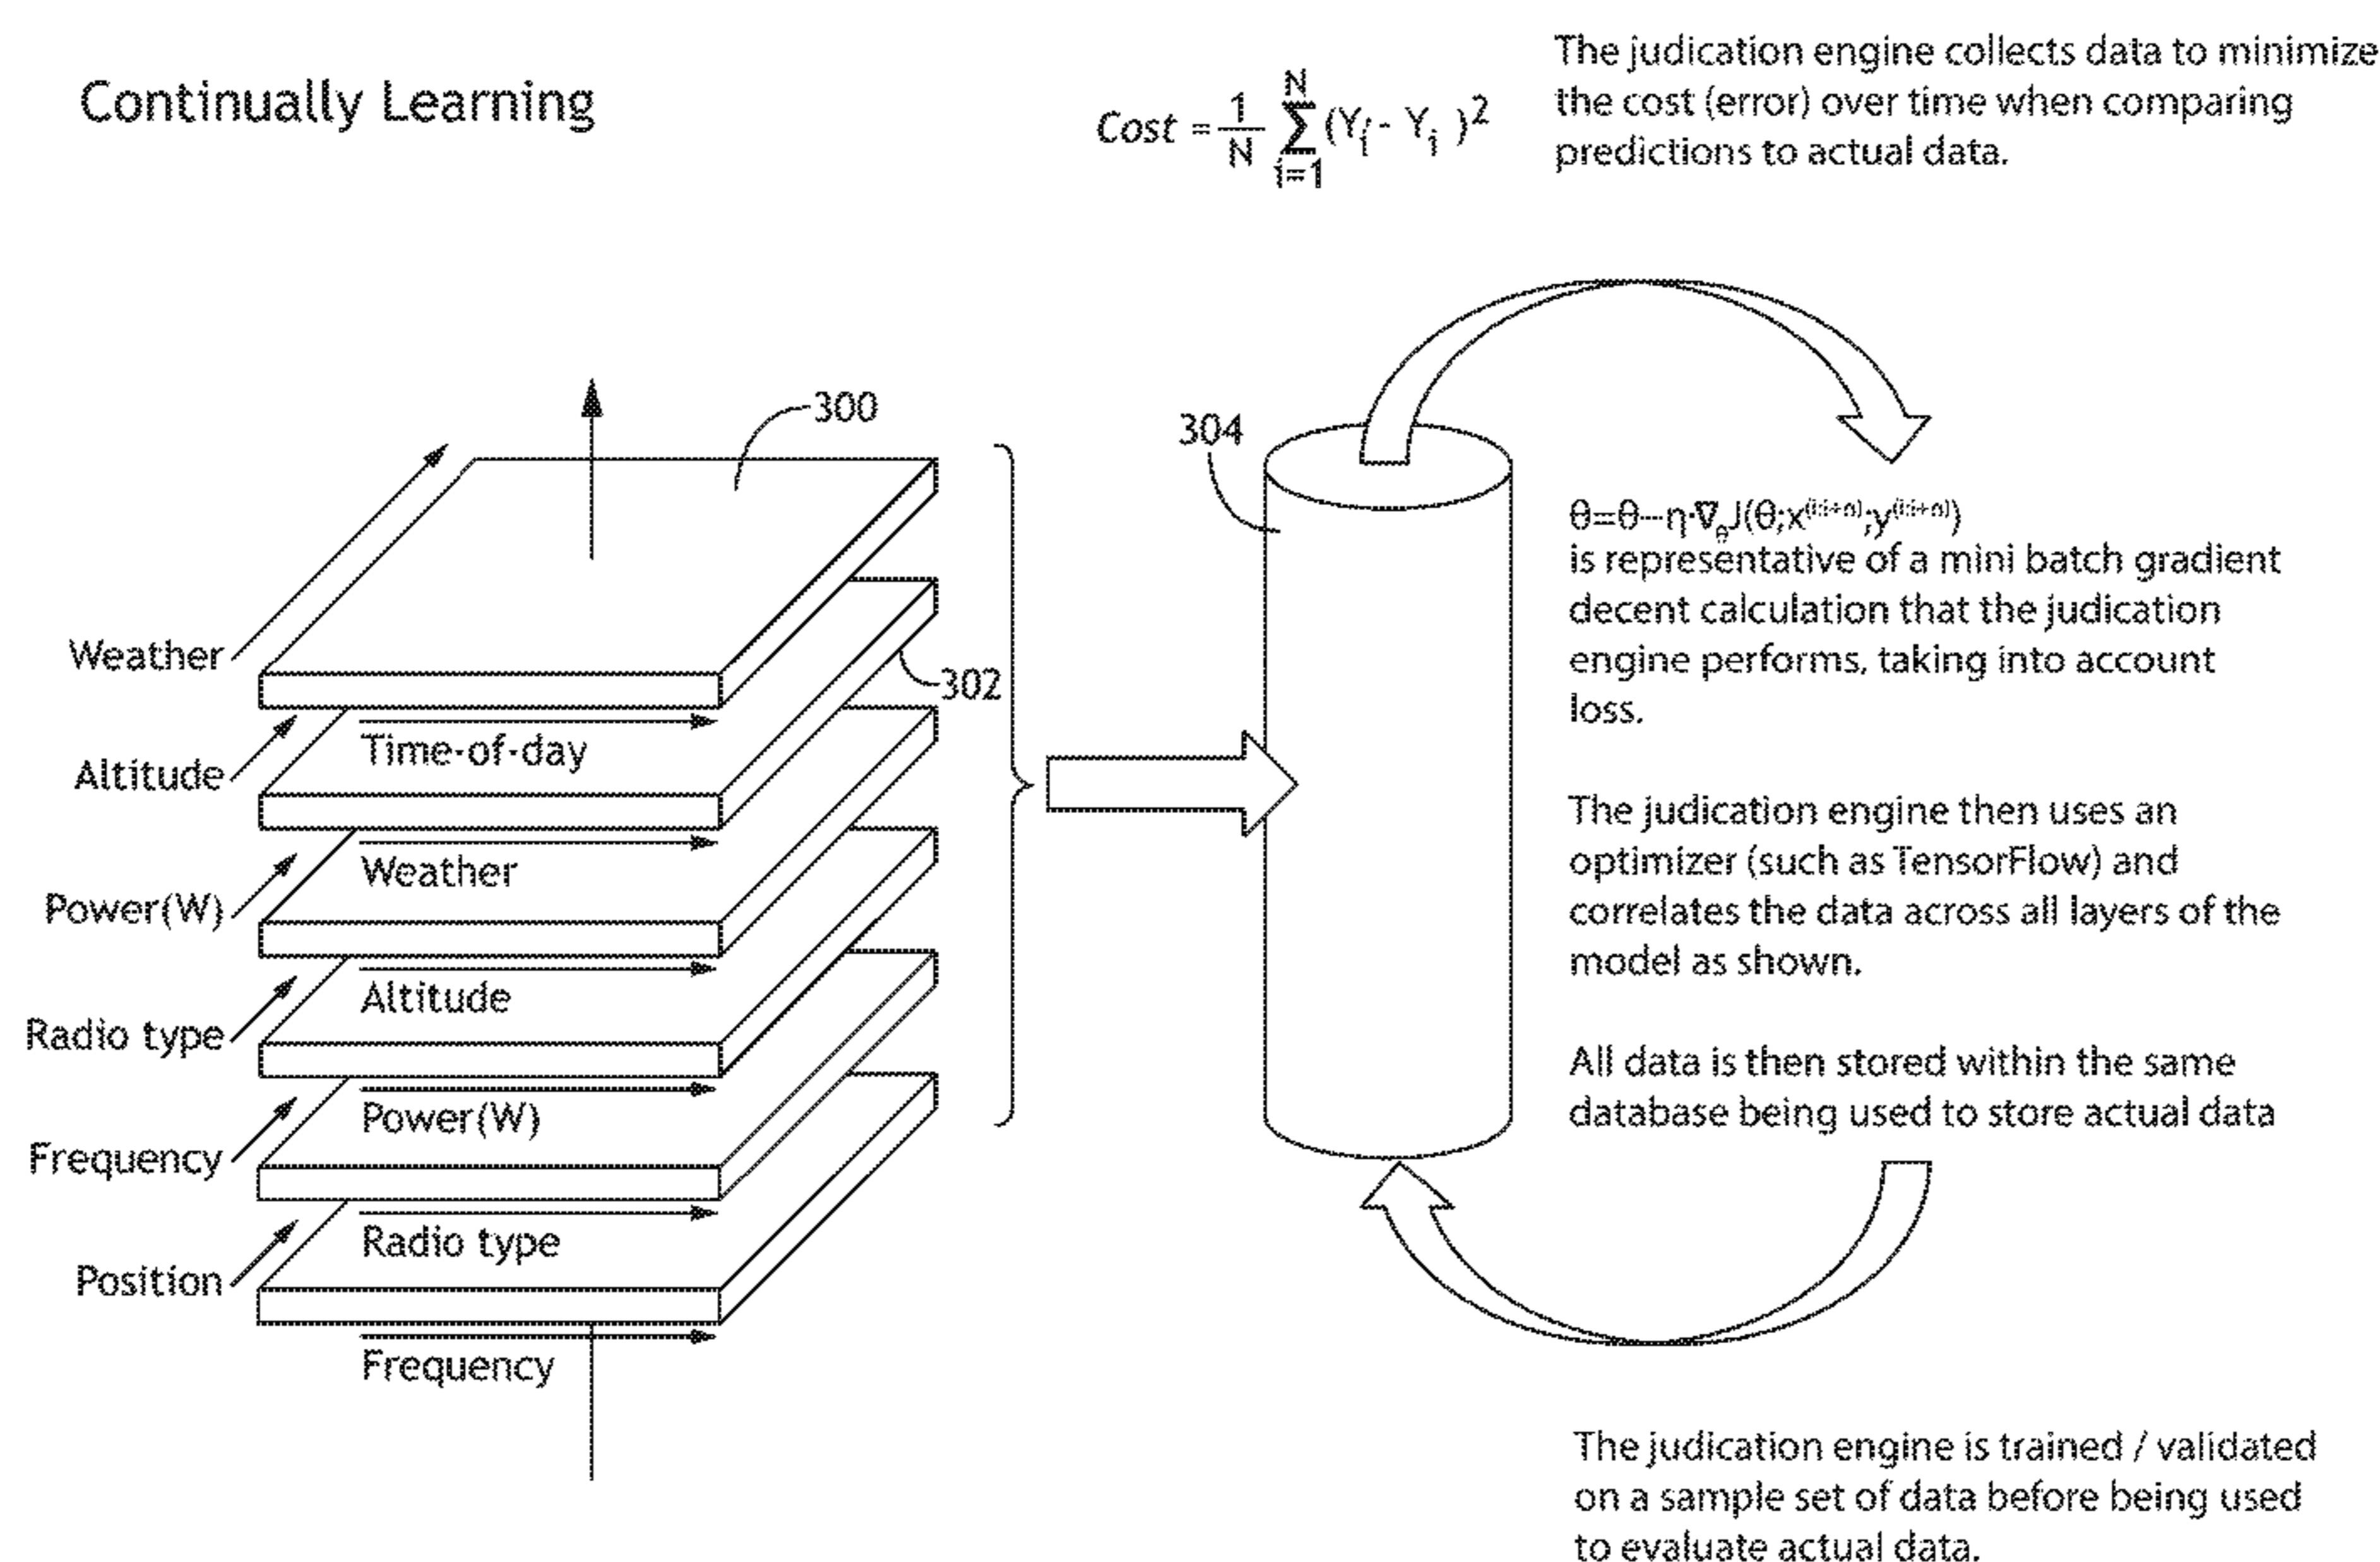 Continually Learning
Cost = 1/N N∑i=1 (Yi' - Yi )²
The judication engine collects data to minimize
the cost (error) over time when comparing
predictions to actual data.
300
304
302
Weather
Time-of-day
Altitude
Weather
Power(W)
Altitude
Radio type
Power(W)
Frequency
Radio type
Position
Frequency
θ=θ–η·∇θJ(θ;x(i:i+n);y(i:i+n))
is representative of a mini batch gradient
decent calculation that the judication
engine performs, taking into account
loss.
The judication engine then uses an
optimizer (such as TensorFlow) and
correlates the data across all layers of the
model as shown.
All data is then stored within the same
database being used to store actual data
The judication engine is trained / validated
on a sample set of data before being used
to evaluate actual data.